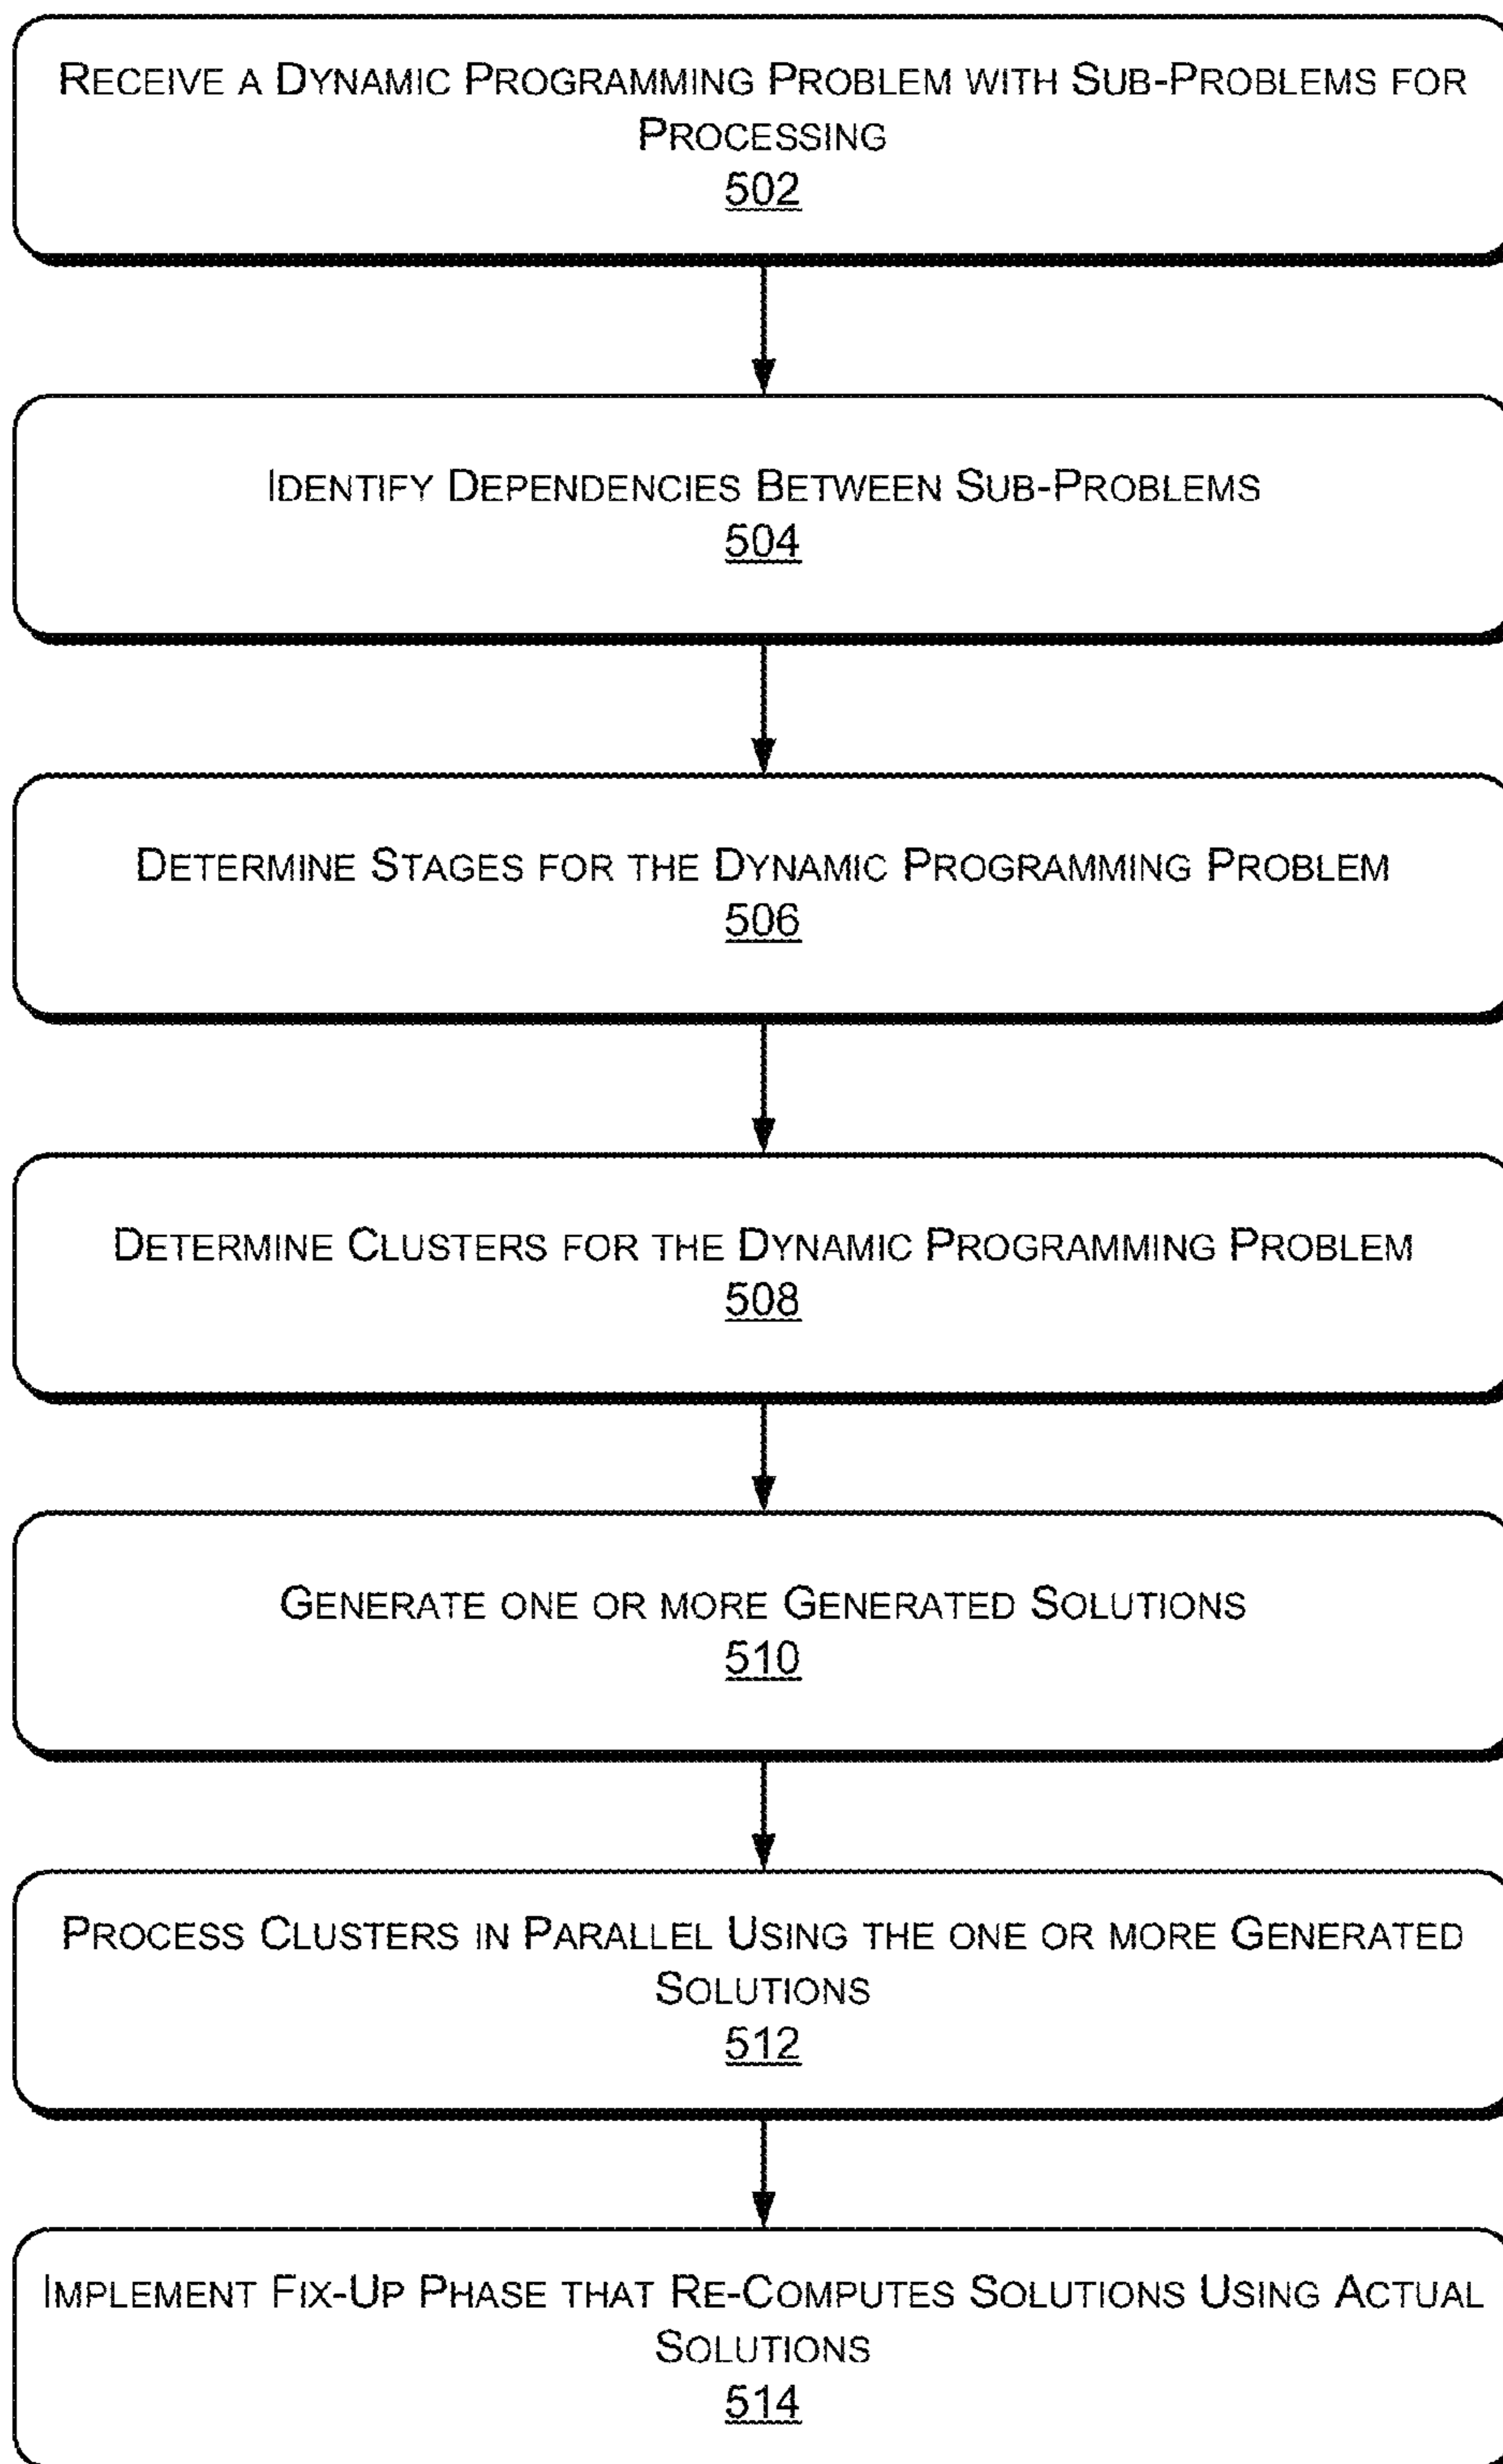 RECEIVE A DYNAMIC PROGRAMMING PROBLEM WITH SUB-PROBLEMS FOR
PROCESSING
502
IDENTIFY DEPENDENCIES BETWEEN SUB-PROBLEMS
504
DETERMINE STAGES FOR THE DYNAMIC PROGRAMMING PROBLEM
506
DETERMINE CLUSTERS FOR THE DYNAMIC PROGRAMMING PROBLEM
508
GENERATE ONE OR MORE GENERATED SOLUTIONS
510
PROCESS CLUSTERS IN PARALLEL USING THE ONE OR MORE GENERATED
SOLUTIONS
512
IMPLEMENT FIX-UP PHASE THAT RE-COMPUTES SOLUTIONS USING ACTUAL
SOLUTIONS
514